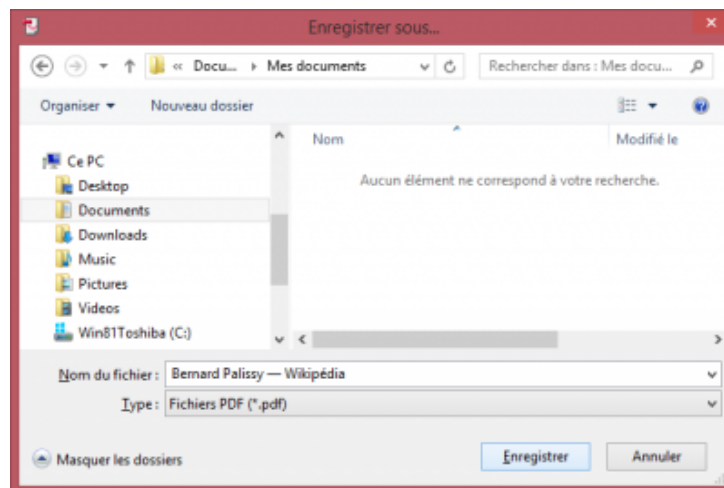 Enregistrer sous...
« Docu... ▸ Mes documents
Rechercher dans : Mes docu...
Organiser ▾ Nouveau dossier
Nom Modifié le
Aucun élément ne correspond à votre recherche.
Ce PC
Desktop
Documents
Downloads
Music
Pictures
Videos
Win81Toshiba (C:)
Nom du fichier : Bernard Palissy — Wikipédia
Type : Fichiers PDF (*.pdf)
Masquer les dossiers Enregistrer Annuler